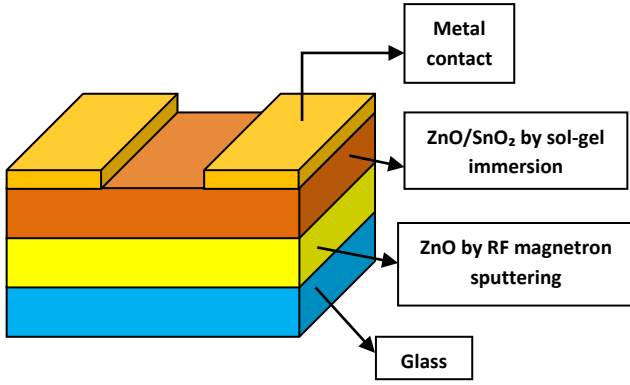 Metal
contact
ZnO/SnO₂ by sol-gel
immersion
ZnO by RF magnetron
sputtering
Glass